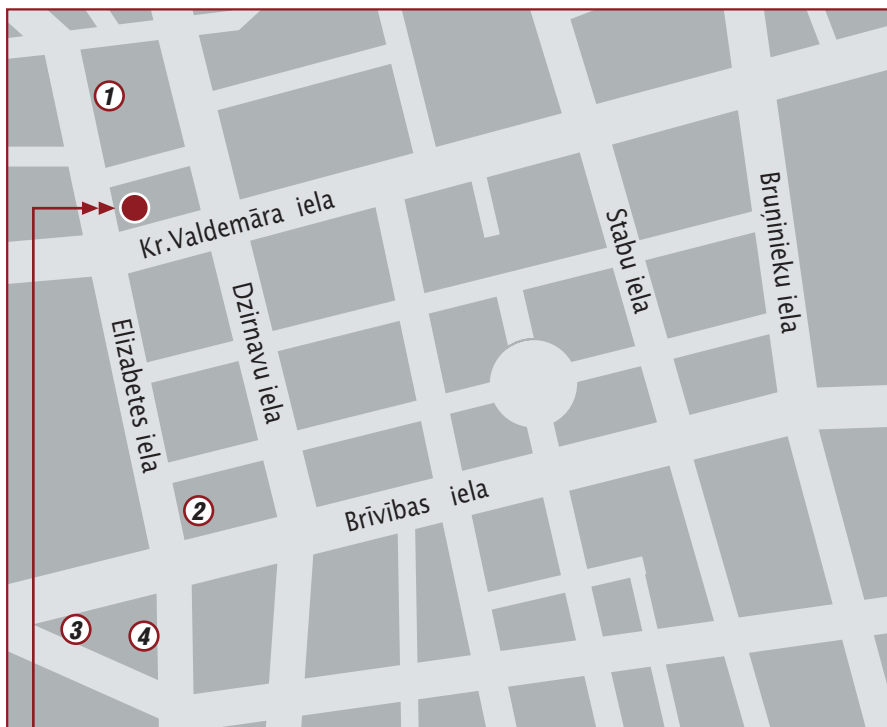 1
Kr.Valdemāra iela
Stabu iela
Bruņinieku iela
Dzirnavu iela
Elizabetes iela
2
Brīvības iela
3
4